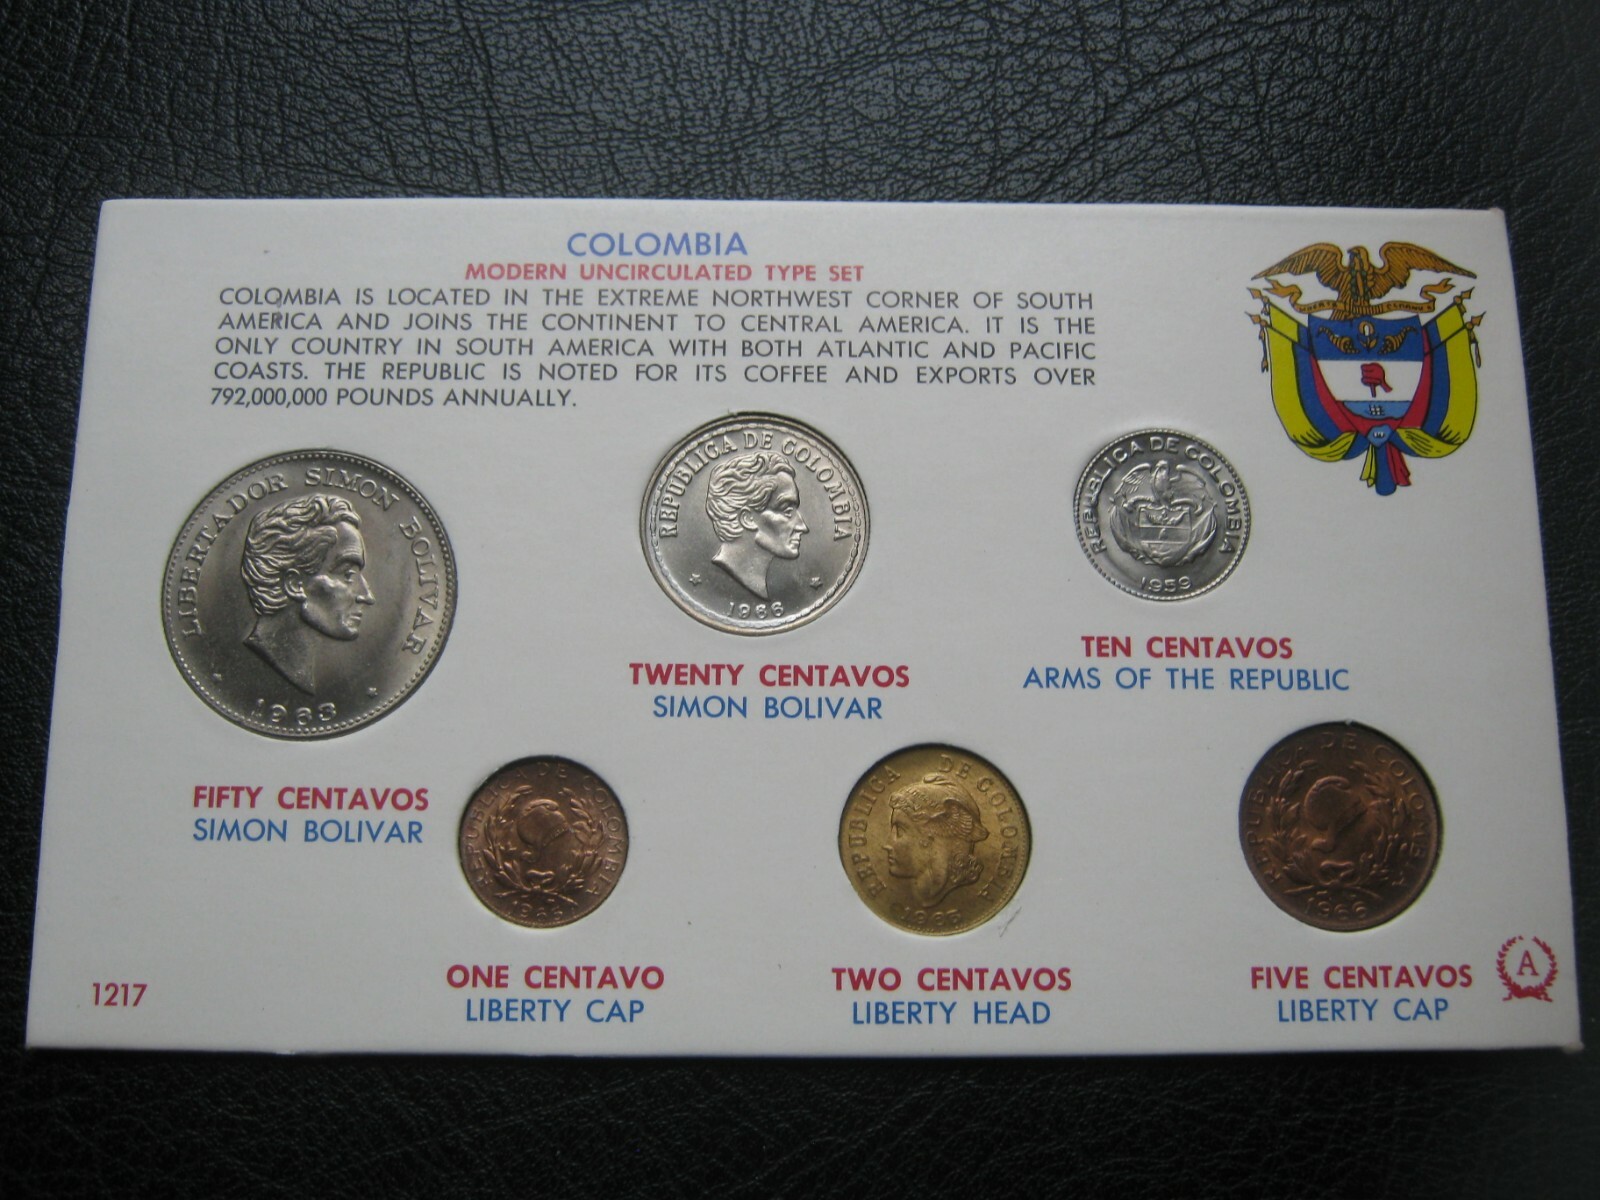 COLOMBIA
MODERN UNCIRCULATED TYPE SET
COLOMBIA IS LOCATED IN THE EXTREME NORTHWEST CORNER OF SOUTH
AMERICA AND JOINS THE CONTINENT TO CENTRAL AMERICA. IT IS THE
ONLY COUNTRY IN SOUTH AMERICA WITH BOTH ATLANTIC AND PACIFIC
COASTS. THE REPUBLIC IS NOTED FOR ITS COFFEE AND EXPORTS OVER
792,000,000 POUNDS ANNUALLY.
LIBERTADOR SIMON BOLIVAR
1963
REPUBLICA DE COLOMBIA
1966
REPUBLICA DE COLOMBIA
1959
FIFTY CENTAVOS
SIMON BOLIVAR
TWENTY CENTAVOS
SIMON BOLIVAR
TEN CENTAVOS
ARMS OF THE REPUBLIC
REPUBLICA DE COLOMBIA
REPUBLICA DE COLOMBIA
REPUBLICA DE COLOMBIA
1966
ONE CENTAVO
LIBERTY CAP
TWO CENTAVOS
LIBERTY HEAD
FIVE CENTAVOS
LIBERTY CAP
1217
A